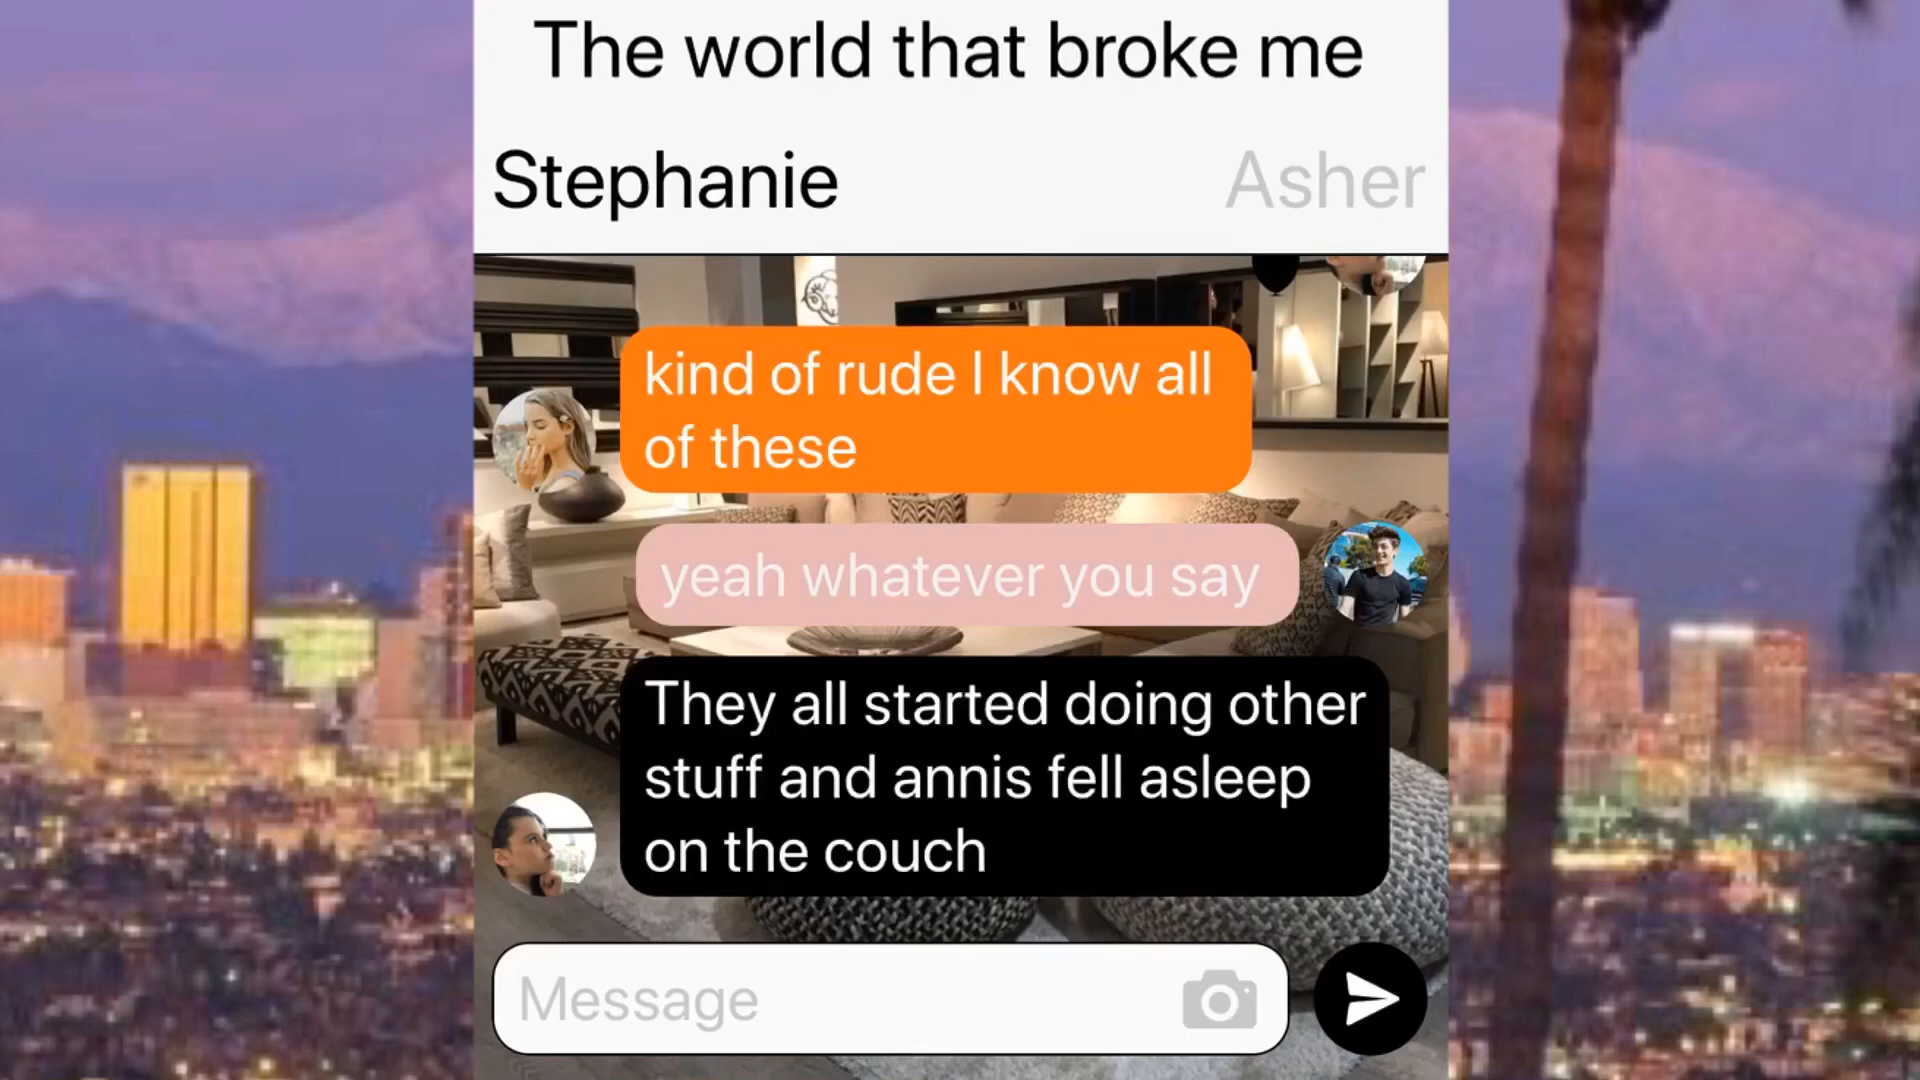 The world that broke me
Stephanie
Asher
kind of rude I know all
of these
yeah whatever you say
They all started doing other
stuff and annis fell asleep
on the couch
Message